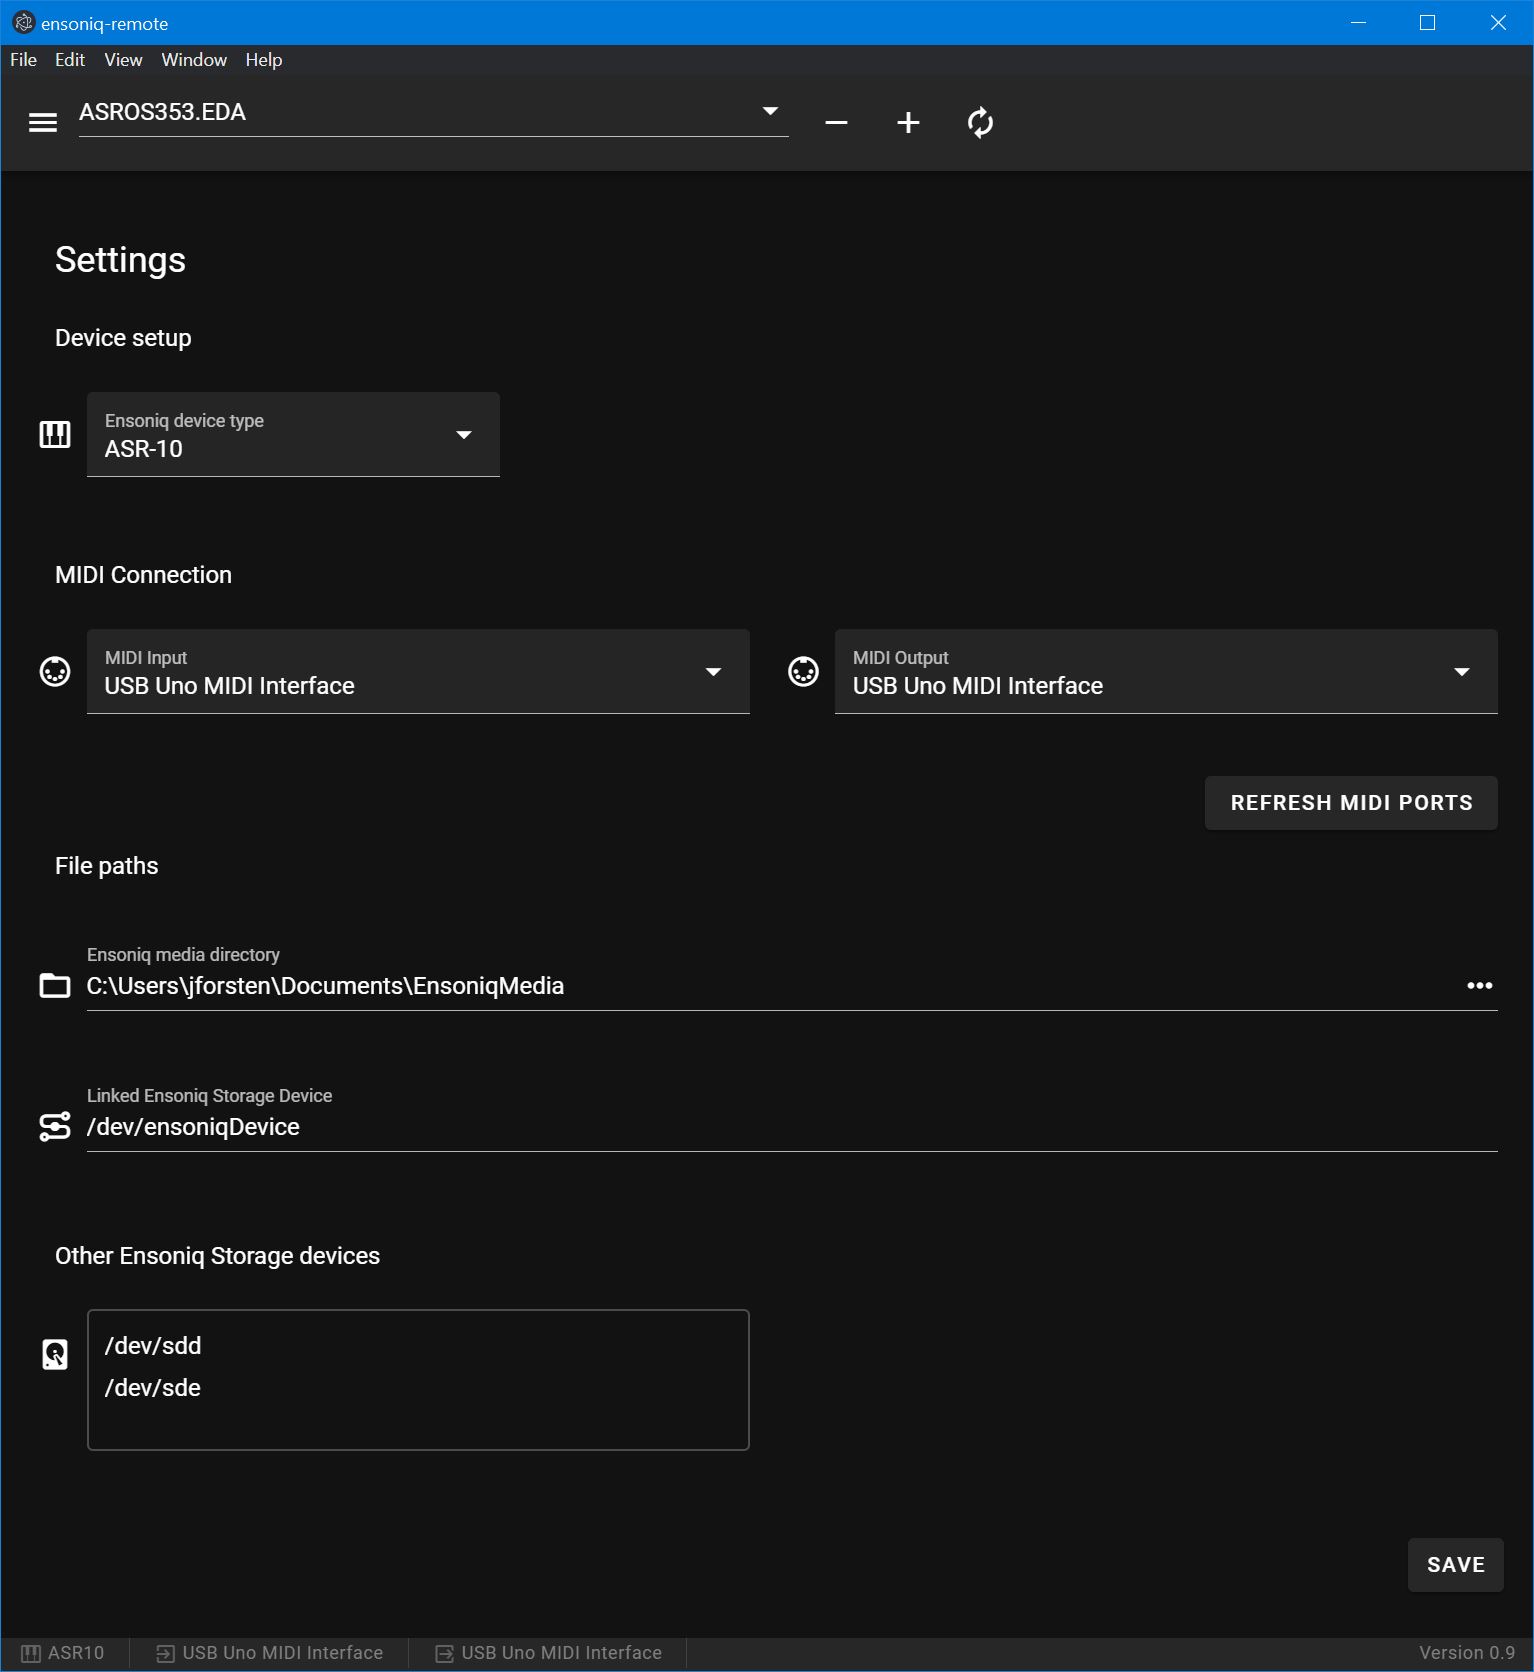 ensoniq-remote
File Edit View Window Help
ASROS353.EDA
Settings
Device setup
Ensoniq device type
ASR-10
MIDI Connection
MIDI Input
USB Uno MIDI Interface
MIDI Output
USB Uno MIDI Interface
REFRESH MIDI PORTS
File paths
Ensoniq media directory
C:\Users\jforsten\Documents\EnsoniqMedia
Linked Ensoniq Storage Device
/dev/ensoniqDevice
Other Ensoniq Storage devices
/dev/sdd
/dev/sde
SAVE
ASR10 USB Uno MIDI Interface USB Uno MIDI Interface Version 0.9